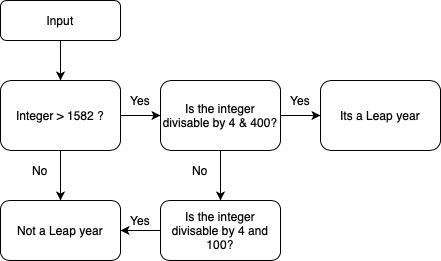 Input
Integer > 1582 ?
Yes
Is the integer
divisable by 4 & 400?
Yes
Its a Leap year
No
No
Not a Leap year
Yes
Is the integer
divisable by 4 and
100?